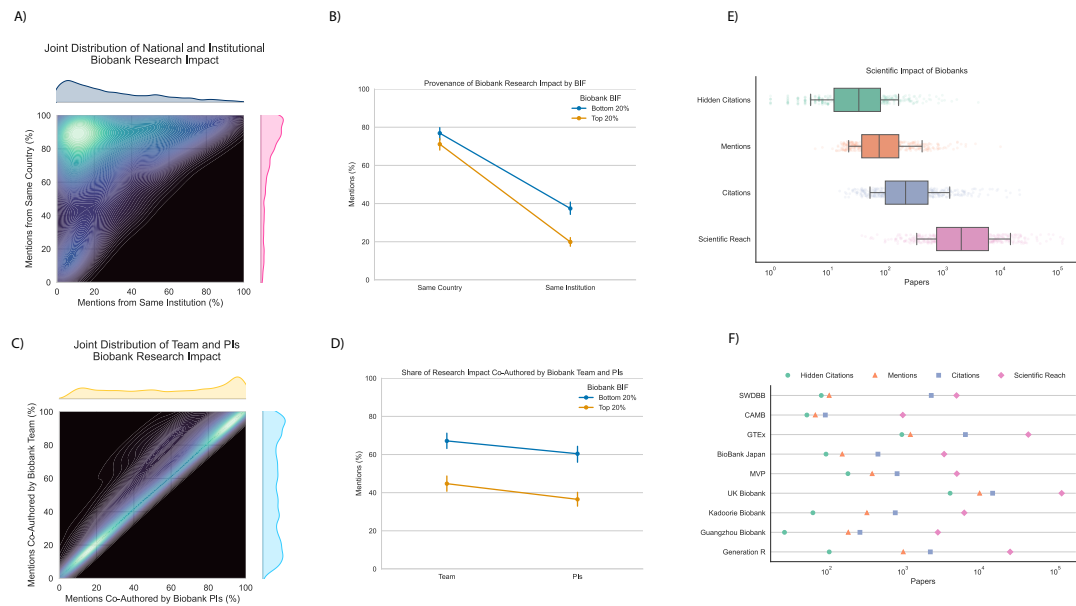 A)
Joint Distribution of National and Institutional
Biobank Research Impact
Mentions from Same Country (%)
100
80
60
40
20
0
0 20 40 60 80 100
Mentions from Same Institution (%)
B)
Provenance of Biobank Research Impact by BIF
Biobank BIF
Bottom 20%
Top 20%
Mentions (%)
100
80
60
40
20
0
Same Country Same Institution
E)
Scientific Impact of Biobanks
Hidden Citations
Mentions
Citations
Scientific Reach
10⁰ 10¹ 10² 10³ 10⁴ 10⁵
Papers
C)
Joint Distribution of Team and PIs
Biobank Research Impact
Mentions Co-Authored by Biobank Team (%)
100
80
60
40
20
0
0 20 40 60 80 100
Mentions Co-Authored by Biobank PIs (%)
D)
Share of Research Impact Co-Authored by Biobank Team and PIs
Biobank BIF
Bottom 20%
Top 20%
Mentions (%)
100
80
60
40
20
0
Team PIs
F)
Hidden Citations Mentions Citations Scientific Reach
SWDBB
CAMB
GTEx
BioBank Japan
MVP
UK Biobank
Kadoorie Biobank
Guangzhou Biobank
Generation R
10² 10³ 10⁴ 10⁵
Papers